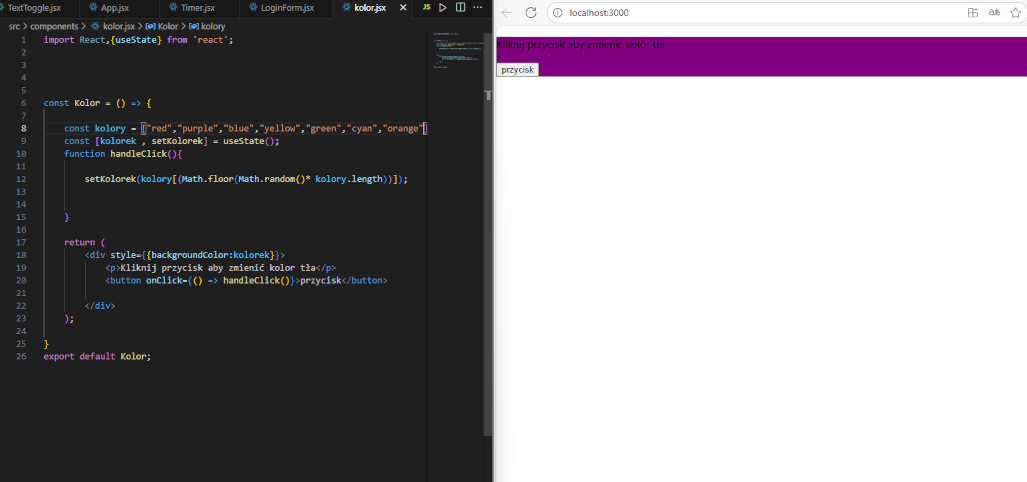 TextToggle.jsx App.jsx Timer.jsx LoginForm.jsx kolor.jsx JS
src > components > kolor.jsx > Kolor > kolory
1 import React,{useState} from 'react';
2
3
4
5
6 const Kolor = () => {
7
8 const kolory = ["red","purple","blue","yellow","green","cyan","orange"]
9 const [kolorek , setKolorek] = useState();
10 function handleClick(){
11
12 setKolorek(kolory[(Math.floor(Math.random()* kolory.length))]);
13
14
15 }
16
17 return (
18 <div style={{backgroundColor:kolorek}}>
19 <p>Kliknij przycisk aby zmienić kolor tła</p>
20 <button onClick={() => handleClick()}>przycisk</button>
21
22 </div>
23 );
24
25 }
26 export default Kolor;
localhost:3000
Kliknij przycisk aby zmienić kolor tła
przycisk